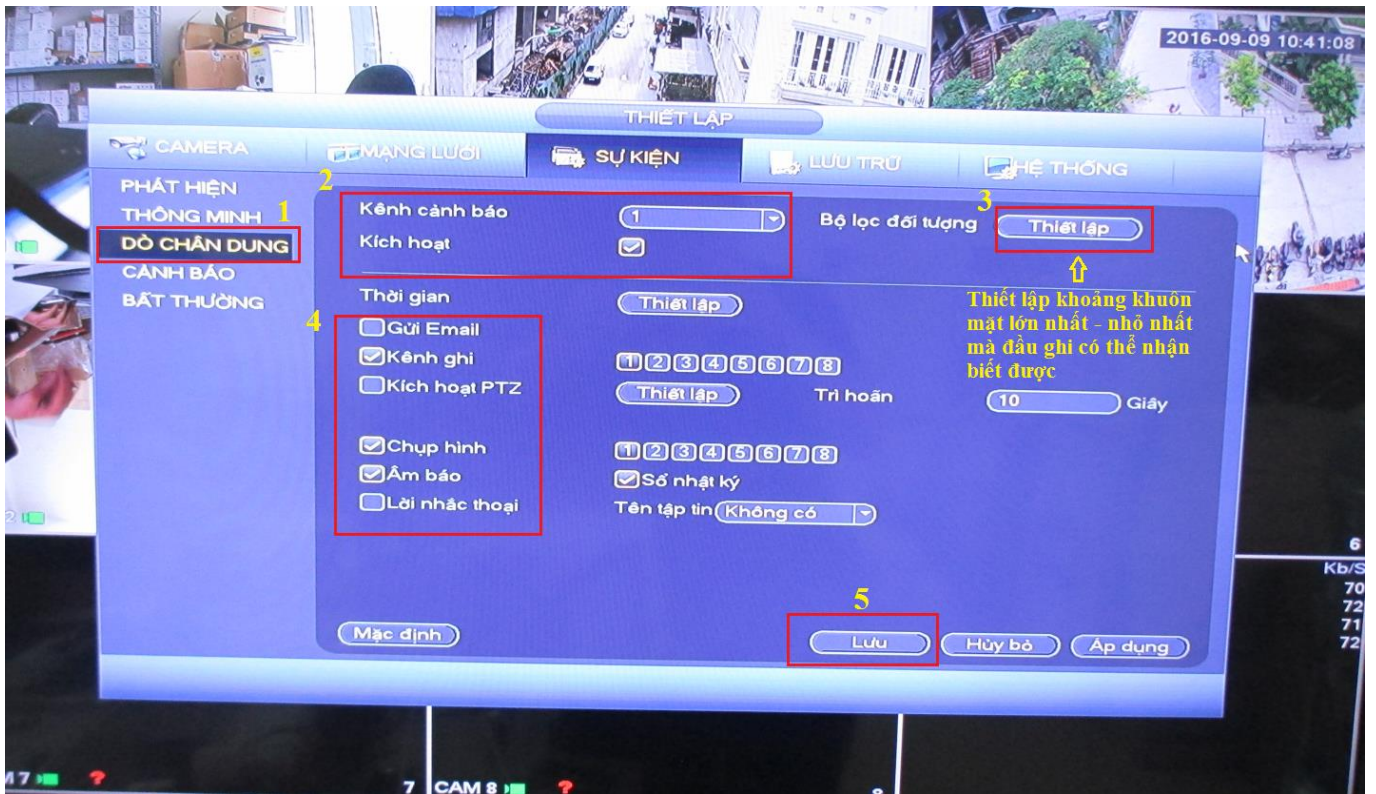 2016-09-09 10:41:08
THIẾT LẬP
CAMERA
MẠNG LƯỚI
SỰ KIỆN
LƯU TRỮ
HỆ THỐNG
PHÁT HIỆN
THÔNG MINH
1
DÒ CHÂN DUNG
CẢNH BÁO
BẤT THƯỜNG
2
Kênh cảnh báo 1
Bộ lọc đối tượng
3
Thiết lập
Kích hoạt
Thiết lập khoảng khuôn
mặt lớn nhất - nhỏ nhất
mà đầu ghi có thể nhận
biết được
Thời gian Thiết lập
4
Gửi Email
Kênh ghi 1 2 3 4 5 6 7 8
Kích hoạt PTZ Thiết lập Trì hoãn 10 Giây
Chụp hình 1 2 3 4 5 6 7 8
Âm báo Sổ nhật ký
Lời nhắc thoại Tên tập tin Không có
5
Mặc định Lưu Hủy bỏ Áp dụng
2
6
Kb/S
70
72
71
72
M 7 ?
7
CAM 8 ?